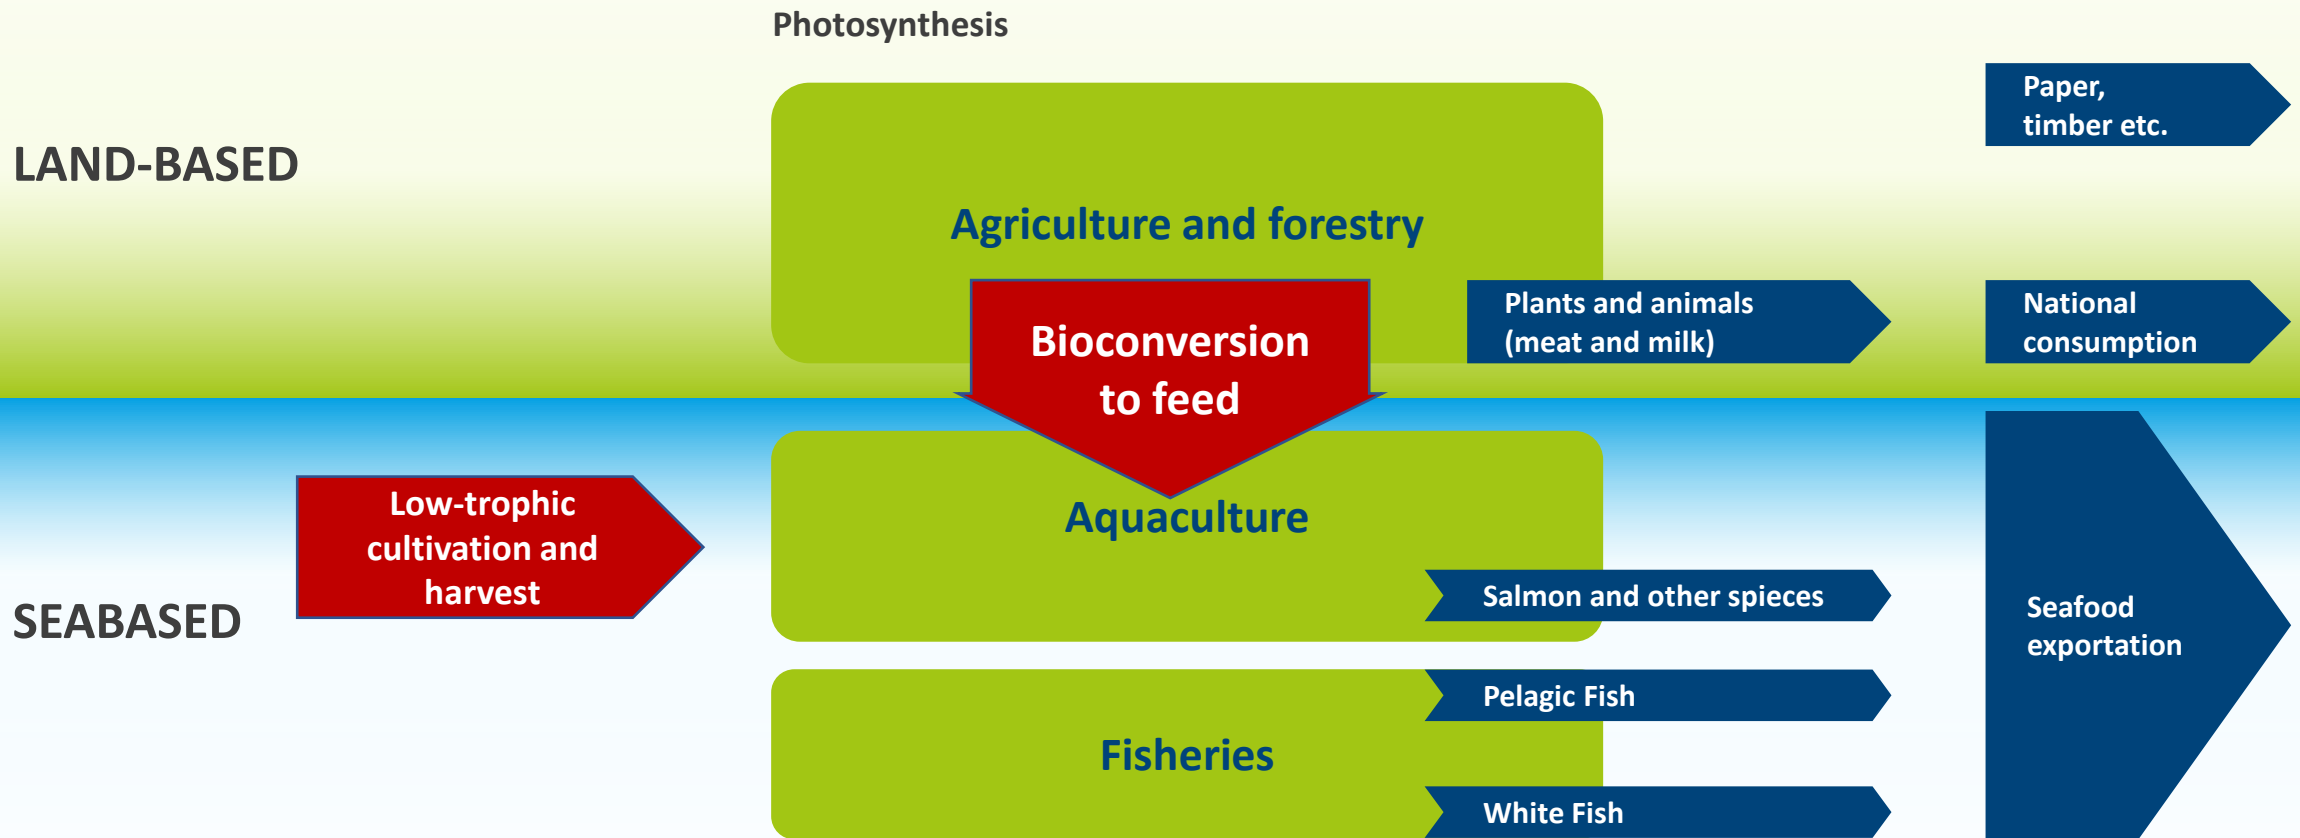 Photosynthesis
Paper,
timber etc.
LAND-BASED
Agriculture and forestry
Bioconversion
to feed
Plants and animals
(meat and milk)
National
consumption
Low-trophic
cultivation and
harvest
Aquaculture
SEABASED
Salmon and other spieces
Seafood
exportation
Pelagic Fish
Fisheries
White Fish